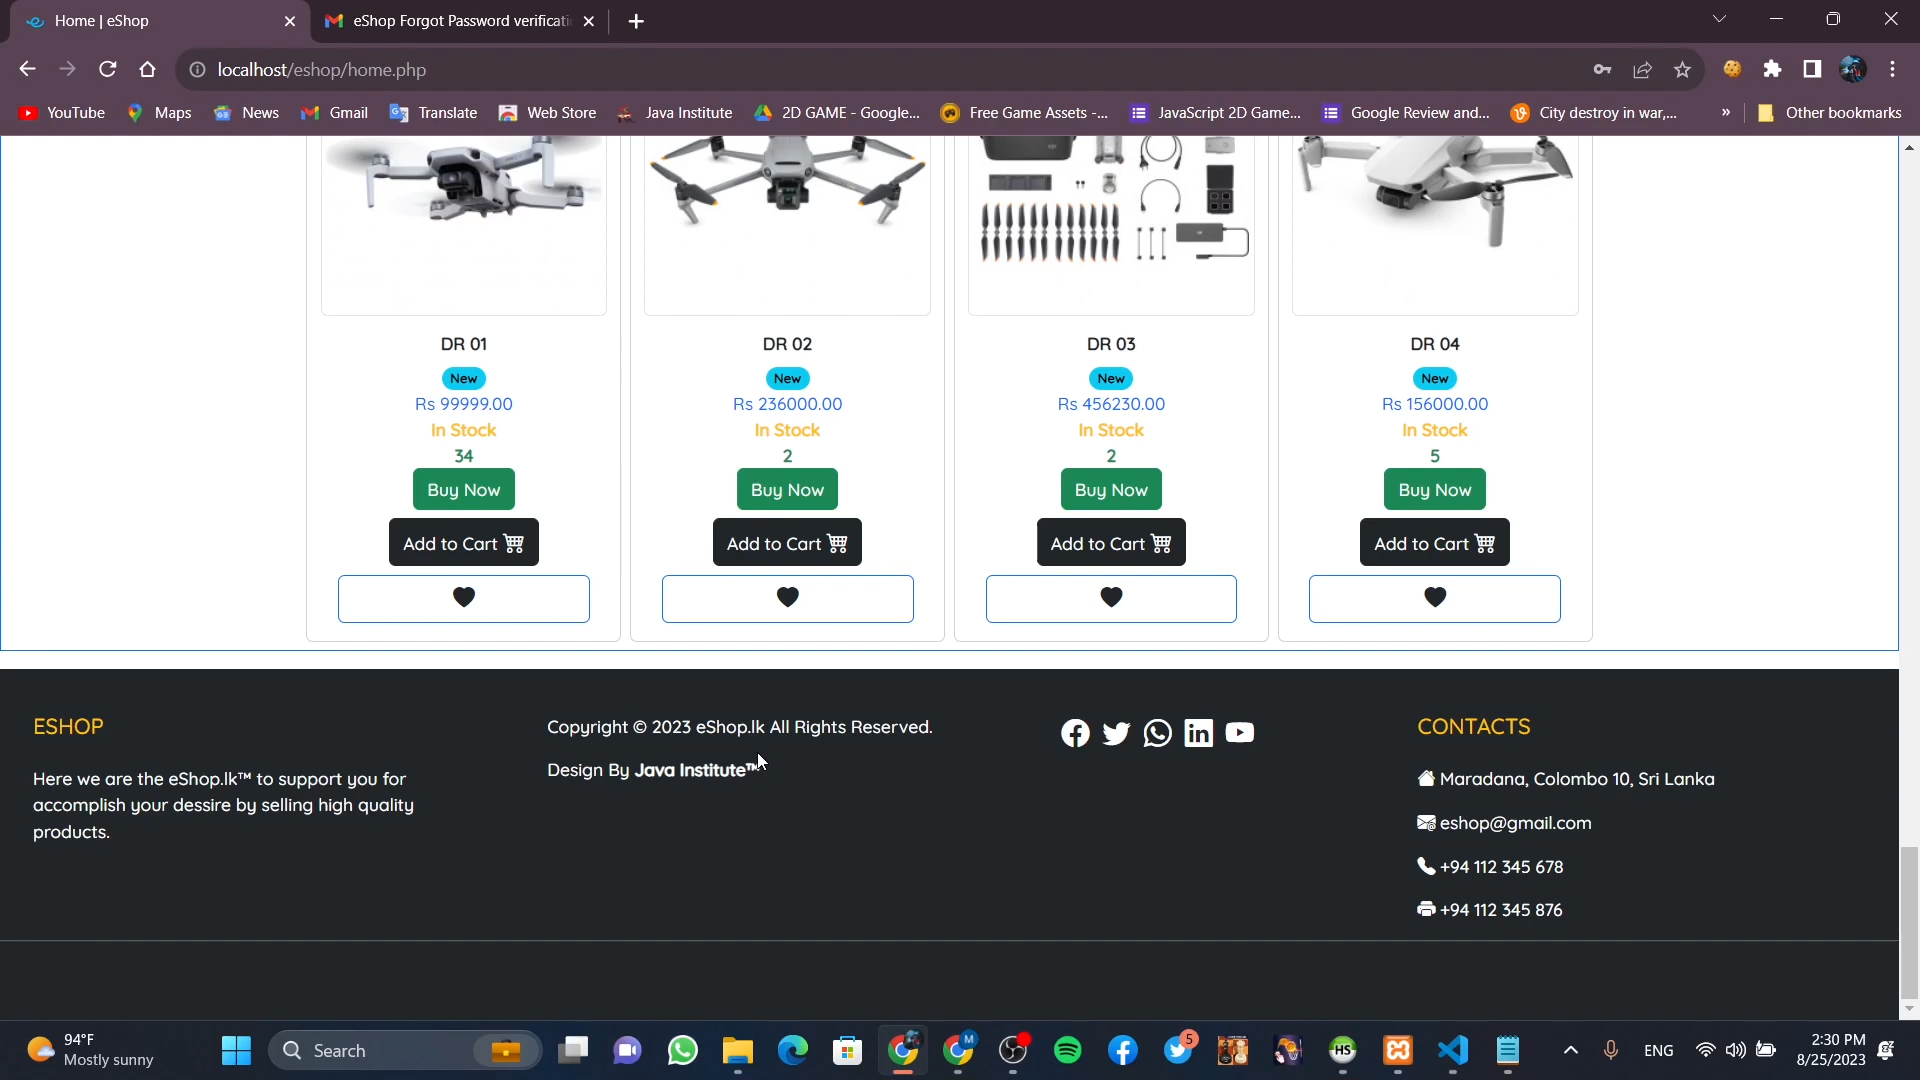 Home | eShop
eShop Forgot Password verificati
localhost/eshop/home.php
YouTube
Maps
News
Gmail
Translate
Web Store
Java Institute
2D GAME - Google...
Free Game Assets -...
JavaScript 2D Game...
Google Review and...
City destroy in war,...
»
Other bookmarks
DR 01
New
Rs 99999.00
In Stock
34
Buy Now
Add to Cart
DR 02
New
Rs 236000.00
In Stock
2
Buy Now
Add to Cart
DR 03
New
Rs 456230.00
In Stock
2
Buy Now
Add to Cart
DR 04
New
Rs 156000.00
In Stock
5
Buy Now
Add to Cart
ESHOP
Here we are the eShop.lk™ to support you for
accomplish your dessire by selling high quality
products.
Copyright © 2023 eShop.lk All Rights Reserved.
Design By Java Institute™
CONTACTS
Maradana, Colombo 10, Sri Lanka
eshop@gmail.com
+94 112 345 678
+94 112 345 876
94°F
Mostly sunny
Search
M
5
HS
ENG
2:30 PM
8/25/2023